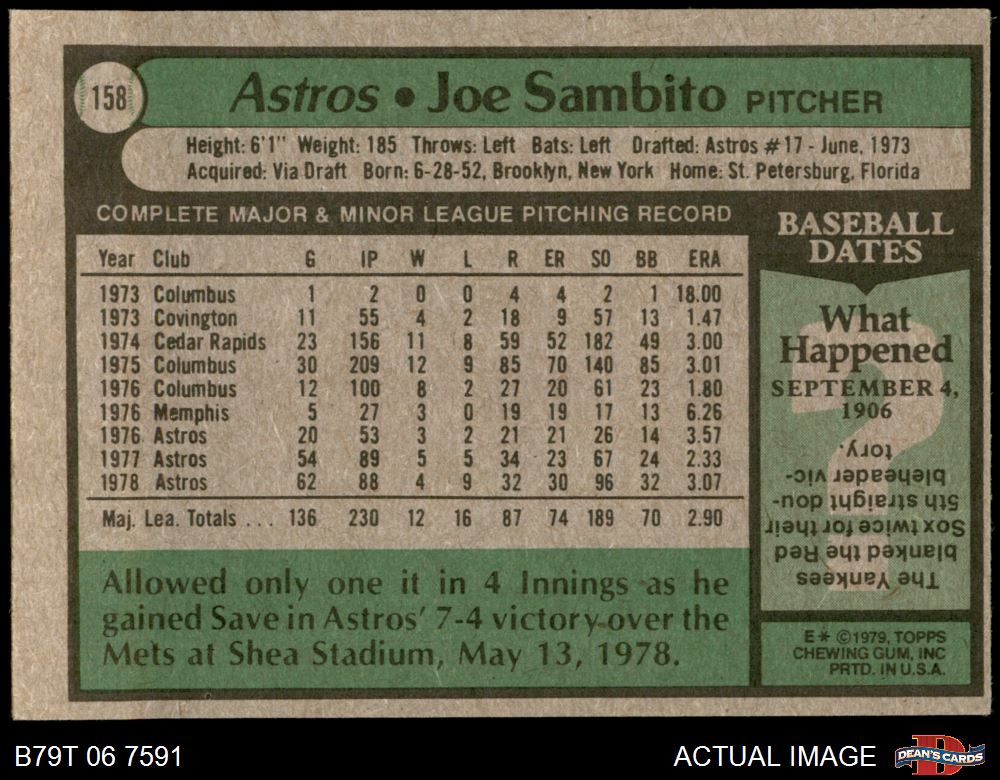 158
Astros • Joe Sambito PITCHER
Height: 6'1" Weight: 185 Throws: Left Bats: Left Drafted: Astros #17 - June, 1973
Acquired: Via Draft Born: 6-28-52, Brooklyn, New York Home: St. Petersburg, Florida
COMPLETE MAJOR & MINOR LEAGUE PITCHING RECORD
Year Club G IP W L R ER SO BB ERA
1973 Columbus 1 2 0 0 4 4 2 1 18.00
1973 Covington 11 55 4 2 18 9 57 13 1.47
1974 Cedar Rapids 23 156 11 8 59 52 182 49 3.00
1975 Columbus 30 209 12 9 85 70 140 85 3.01
1976 Columbus 12 100 8 2 27 20 61 23 1.80
1976 Memphis 5 27 3 0 19 19 17 13 6.26
1976 Astros 20 53 3 2 21 21 26 14 3.57
1977 Astros 54 89 5 5 34 23 67 24 2.33
1978 Astros 62 88 4 9 32 30 96 32 3.07
Maj. Lea. Totals ... 136 230 12 16 87 74 189 70 2.90
Allowed only one it in 4 Innings as he
gained Save in Astros' 7-4 victory over the
Mets at Shea Stadium, May 13, 1978.
BASEBALL
DATES
What
Happened
SEPTEMBER 4,
1906
The Yankees
blanked the Red
Sox twice for their
5th straight dou-
bleheader vic-
tory.
E* ©1979, TOPPS
CHEWING GUM, INC
PRTD. IN U.S.A.
B79T 06 7591
ACTUAL IMAGE
D
DEAN'S CARDS